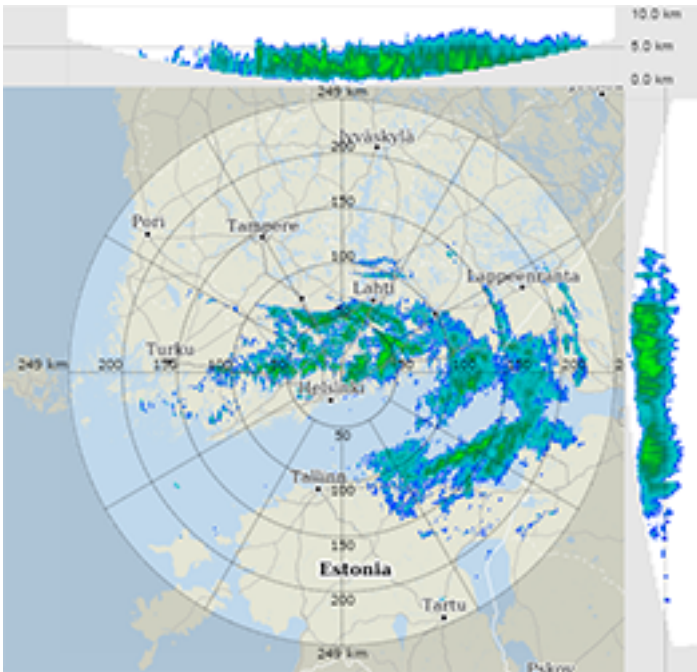 10.0 km
5.0 km
0.0 km
249 km
Jyväskylä
200
150
Pori
Tampere
100
Lappeenranta
Lahti
Turku
249 km 200 150 100 50 100 150 200
Helsinki
50
Tallinn
100
150
Estonia
200
Tartu
249 km
Pskov